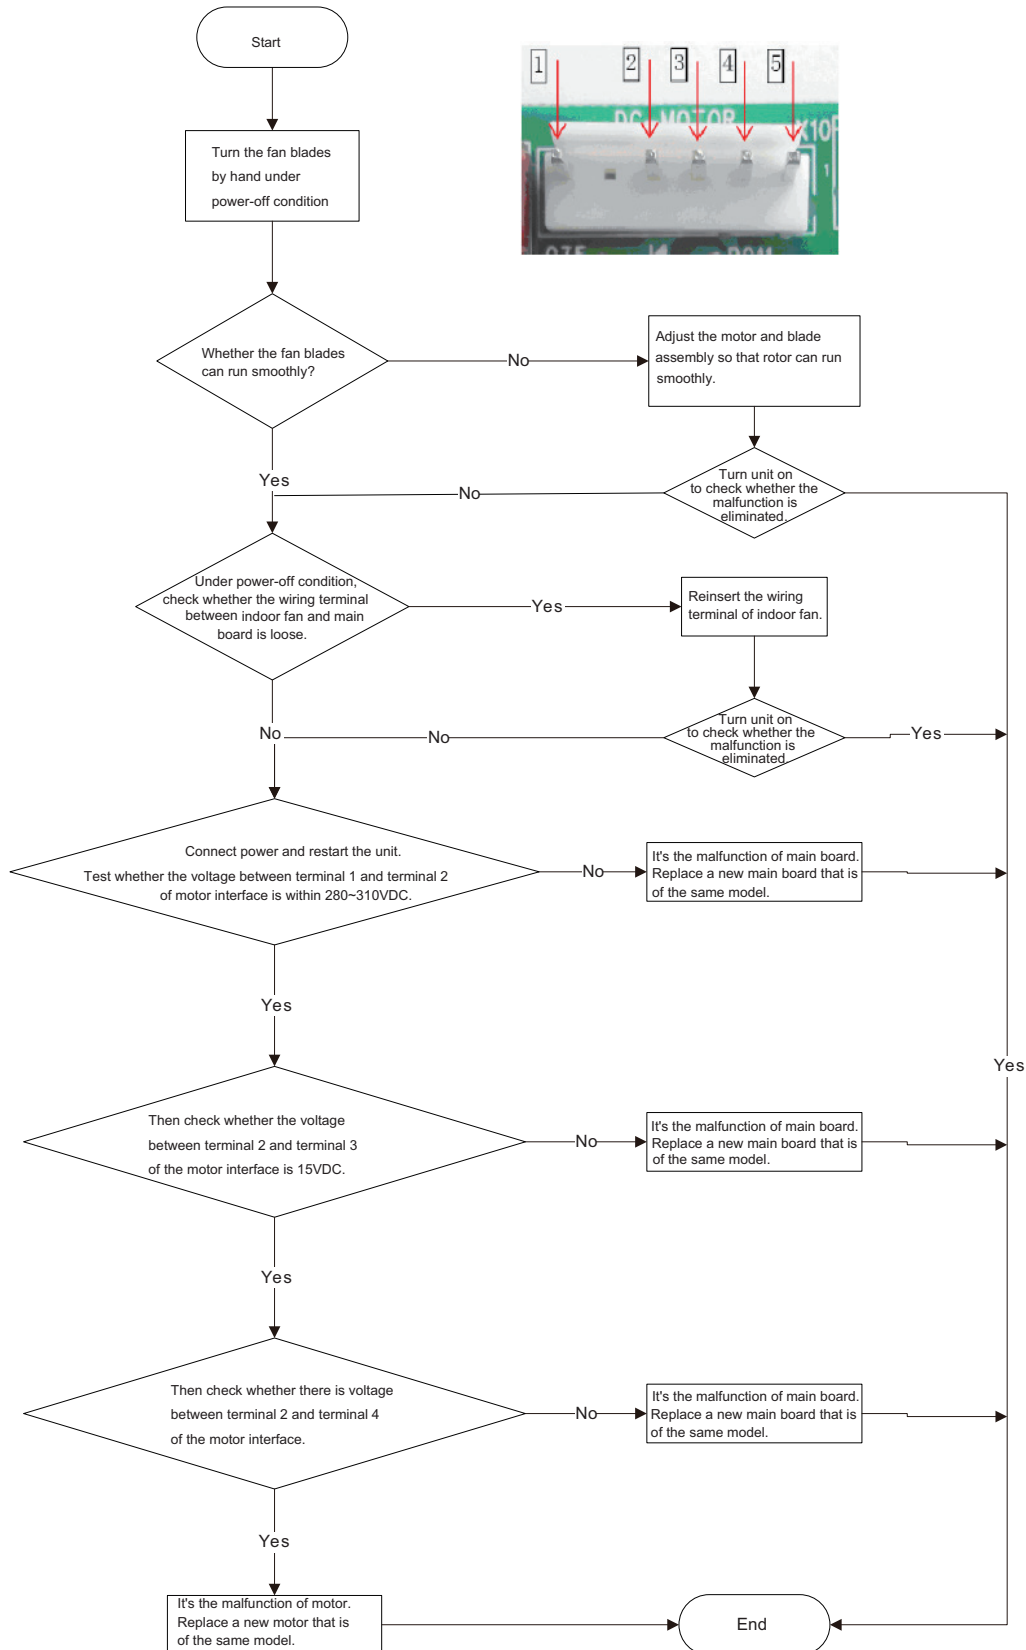 Start
1
2
3
4
5
DC MOTOR
X10
1
Turn the fan blades
by hand under
power-off condition
Whether the fan blades
can run smoothly?
No
Adjust the motor and blade
assembly so that rotor can run
smoothly.
Yes
No
Turn unit on
to check whether the
malfunction is
eliminated.
Under power-off condition,
check whether the wiring terminal
between indoor fan and main
board is loose.
Yes
Reinsert the wiring
terminal of indoor fan.
No
No
Turn unit on
to check whether the
malfunction is
eliminated
Yes
Connect power and restart the unit.
Test whether the voltage between terminal 1 and terminal 2
of motor interface is within 280~310VDC.
No
It's the malfunction of main board.
Replace a new main board that is
of the same model.
Yes
Yes
Then check whether the voltage
between terminal 2 and terminal 3
of the motor interface is 15VDC.
No
It's the malfunction of main board.
Replace a new main board that is
of the same model.
Yes
Then check whether there is voltage
between terminal 2 and terminal 4
of the motor interface.
No
It's the malfunction of main board.
Replace a new main board that is
of the same model.
Yes
It's the malfunction of motor.
Replace a new motor that is
of the same model.
End